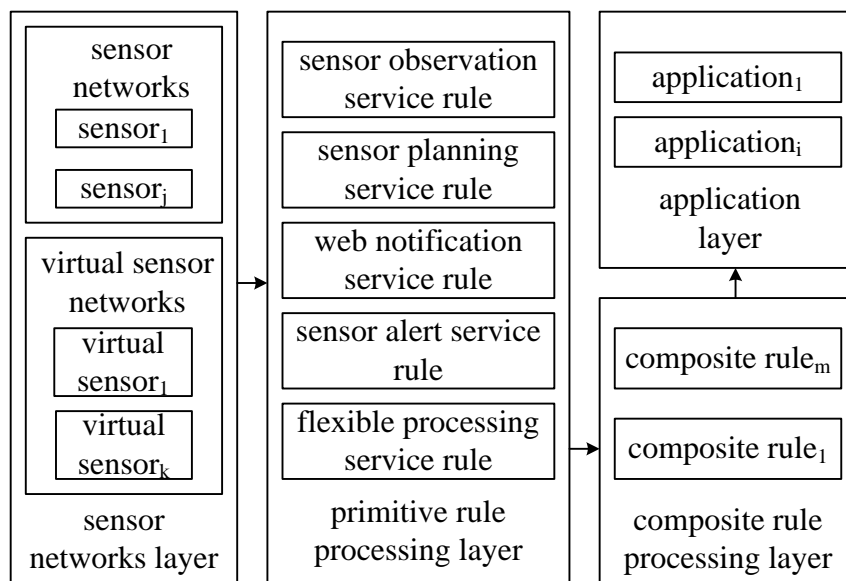 sensor
networks
sensor₁
sensorⱼ
virtual sensor
networks
virtual
sensor₁
virtual
sensorₖ
sensor
networks layer
sensor observation
service rule
sensor planning
service rule
web notification
service rule
sensor alert service
rule
flexible processing
service rule
primitive rule
processing layer
application₁
applicationᵢ
application
layer
composite ruleₘ
composite rule₁
composite rule
processing layer